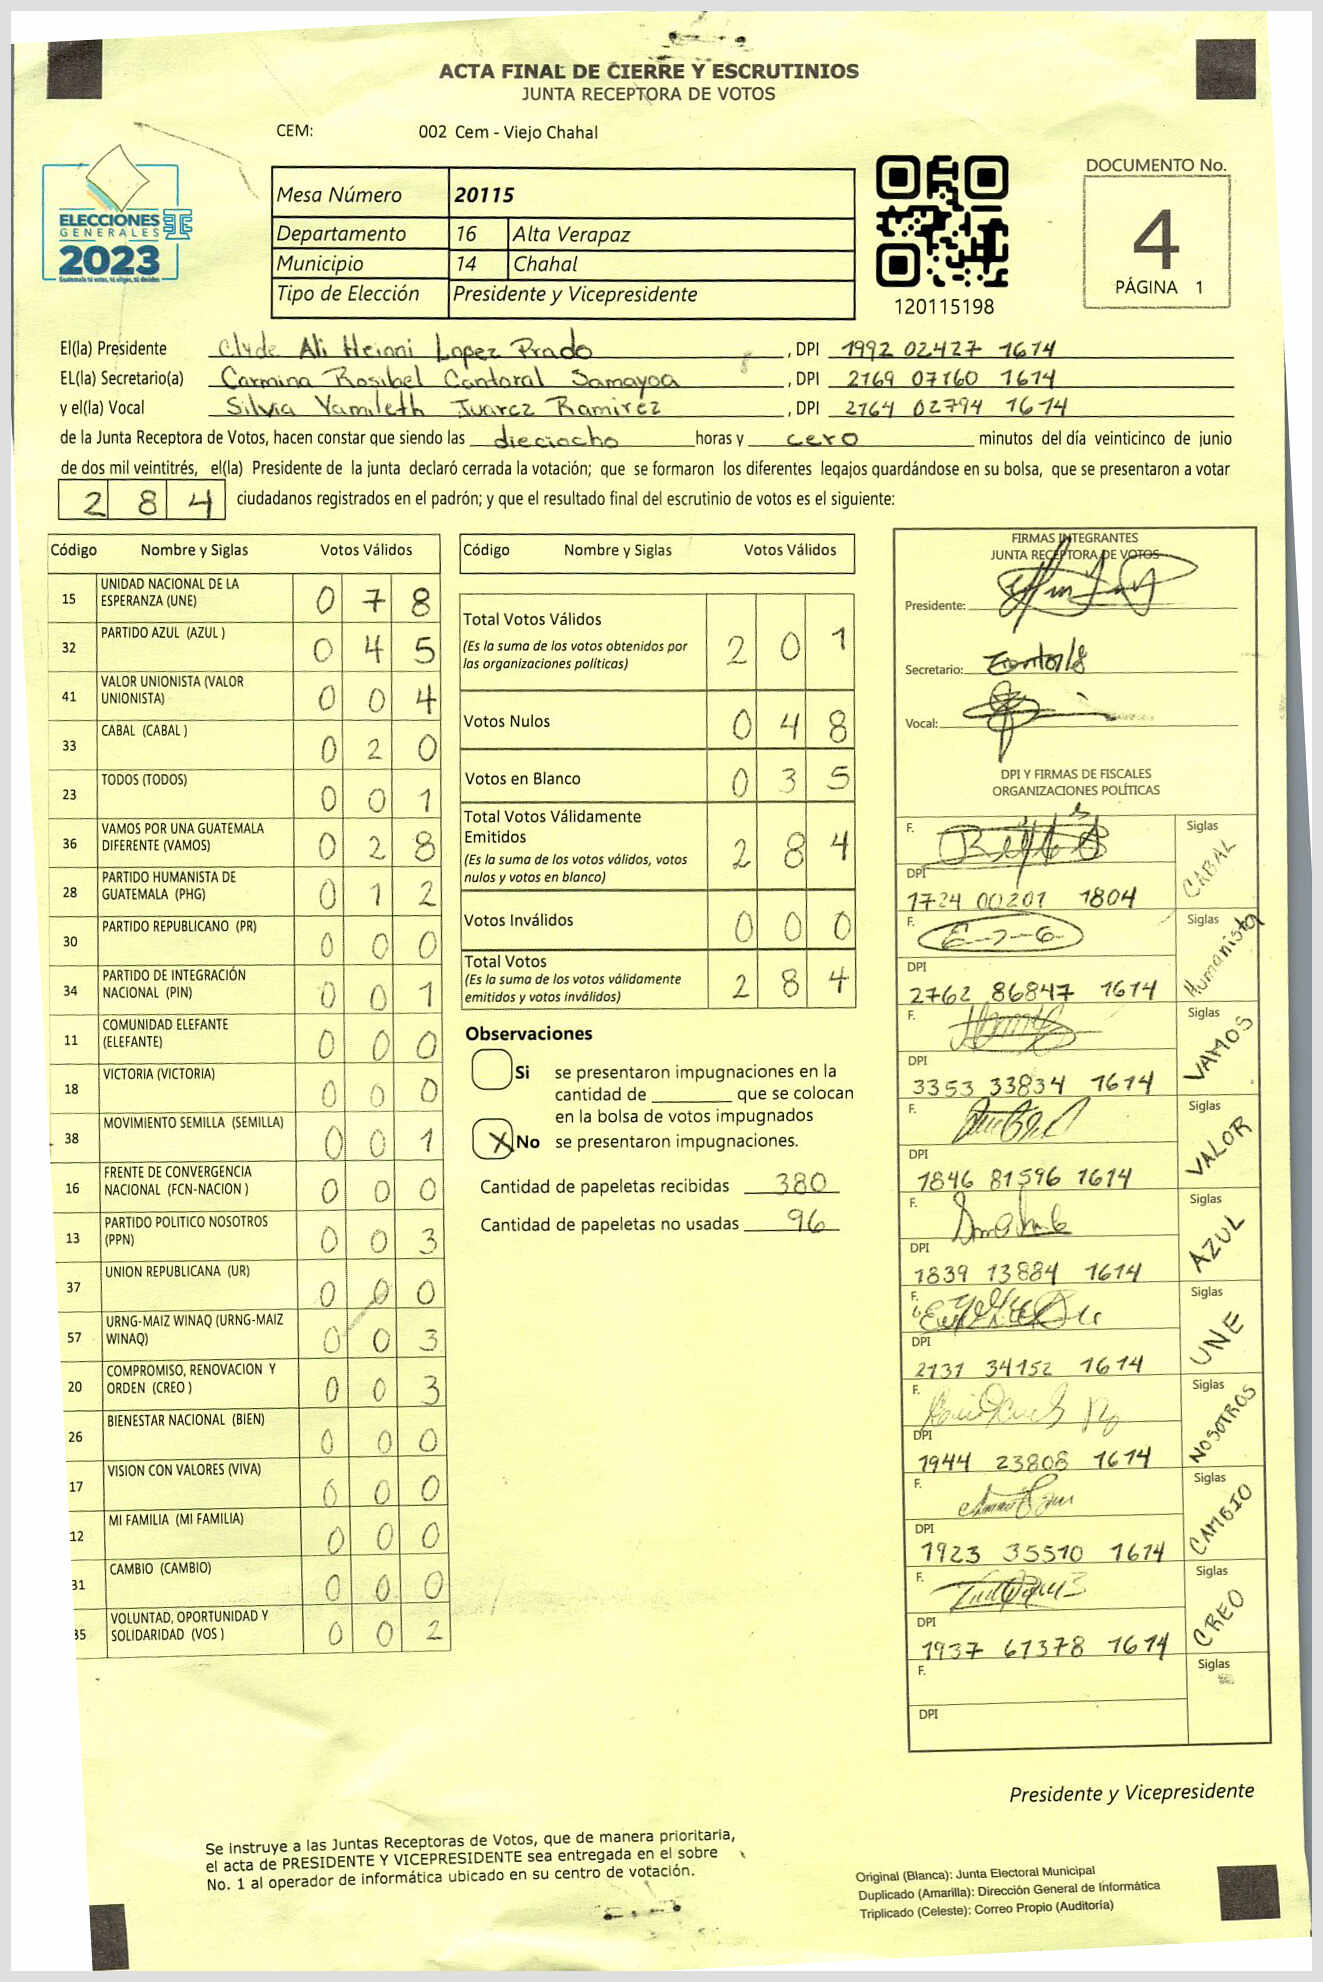 ACTA FINAL DE CIERRE Y ESCRUTINIOS
JUNTA RECEPTORA DE VOTOS
CEM: 002 Cem - Viejo Chahal
ELECCIONES
GENERALES
2023
Mesa Número 20115
Departamento 16 Alta Verapaz
Municipio 14 Chahal
Tipo de Elección Presidente y Vicepresidente
120115198
DOCUMENTO No.
4
PÁGINA 1
El(la) Presidente Clyde Ali Heinni Lopez Prado, DPI 1992 02427 1614
EL(la) Secretario(a) Carmina Rosibel Cantoral Samayoa, DPI 2169 07160 1614
y el(la) Vocal Silvia Yamileth Juarez Ramirez, DPI 2164 02794 1614
de la Junta Receptora de Votos, hacen constar que siendo las dieciocho horas y cero minutos del día veinticinco de junio
de dos mil veintitrés, el(la) Presidente de la junta declaró cerrada la votación; que se formaron los diferentes legajos guardándose en su bolsa, que se presentaron a votar
2 8 4 ciudadanos registrados en el padrón; y que el resultado final del escrutinio de votos es el siguiente:
Código Nombre y Siglas Votos Válidos
15 UNIDAD NACIONAL DE LA ESPERANZA (UNE) 0 7 8
32 PARTIDO AZUL (AZUL ) 0 4 5
41 VALOR UNIONISTA (VALOR UNIONISTA) 0 0 4
33 CABAL (CABAL ) 0 2 0
23 TODOS (TODOS) 0 0 1
36 VAMOS POR UNA GUATEMALA DIFERENTE (VAMOS) 0 2 8
28 PARTIDO HUMANISTA DE GUATEMALA (PHG) 0 1 2
30 PARTIDO REPUBLICANO (PR) 0 0 0
34 PARTIDO DE INTEGRACIÓN NACIONAL (PIN) 0 0 1
11 COMUNIDAD ELEFANTE (ELEFANTE) 0 0 0
18 VICTORIA (VICTORIA) 0 0 0
38 MOVIMIENTO SEMILLA (SEMILLA) 0 0 1
16 FRENTE DE CONVERGENCIA NACIONAL (FCN-NACION ) 0 0 0
13 PARTIDO POLITICO NOSOTROS (PPN) 0 0 3
37 UNION REPUBLICANA (UR) 0 0 0
57 URNG-MAIZ WINAQ (URNG-MAIZ WINAQ) 0 0 3
20 COMPROMISO, RENOVACION Y ORDEN (CREO ) 0 0 3
26 BIENESTAR NACIONAL (BIEN) 0 0 0
17 VISION CON VALORES (VIVA) 0 0 0
12 MI FAMILIA (MI FAMILIA) 0 0 0
31 CAMBIO (CAMBIO) 0 0 0
35 VOLUNTAD, OPORTUNIDAD Y SOLIDARIDAD (VOS ) 0 0 2
Código Nombre y Siglas Votos Válidos
Total Votos Válidos 2 0 1
(Es la suma de los votos obtenidos por
las organizaciones políticas)
Votos Nulos 0 4 8
Votos en Blanco 0 3 5
Total Votos Válidamente
Emitidos 2 8 4
(Es la suma de los votos válidos, votos
nulos y votos en blanco)
Votos Inválidos 0 0 0
Total Votos 2 8 4
(Es la suma de los votos válidamente
emitidos y votos inválidos)
Observaciones
Si se presentaron impugnaciones en la
cantidad de ________ que se colocan
en la bolsa de votos impugnados
X No se presentaron impugnaciones.
Cantidad de papeletas recibidas 380
Cantidad de papeletas no usadas 96
FIRMAS INTEGRANTES
JUNTA RECEPTORA DE VOTOS
Presidente:
Secretario:
Vocal:
DPI Y FIRMAS DE FISCALES
ORGANIZACIONES POLÍTICAS
F. Siglas CABAL
DPI
1724 00201 1804
F. Siglas Humanista
DPI
2762 86847 1614
F. Siglas VAMOS
DPI
3353 33834 1614
F. Siglas VALOR
DPI
1846 81596 1614
F. Siglas AZUL
DPI
1839 13884 1614
F. Siglas UNE
DPI
2131 34152 1614
F. Siglas NOSOTROS
DPI
1944 23808 1614
F. Siglas CAMBIO
DPI
1923 35510 1614
F. Siglas CREO
DPI
1937 61378 1614
F. Siglas
DPI
Presidente y Vicepresidente
Se instruye a las Juntas Receptoras de Votos, que de manera prioritaria,
el acta de PRESIDENTE Y VICEPRESIDENTE sea entregada en el sobre
No. 1 al operador de informática ubicado en su centro de votación.
Original (Blanca): Junta Electoral Municipal
Duplicado (Amarilla): Dirección General de Informática
Triplicado (Celeste): Correo Propio (Auditoría)